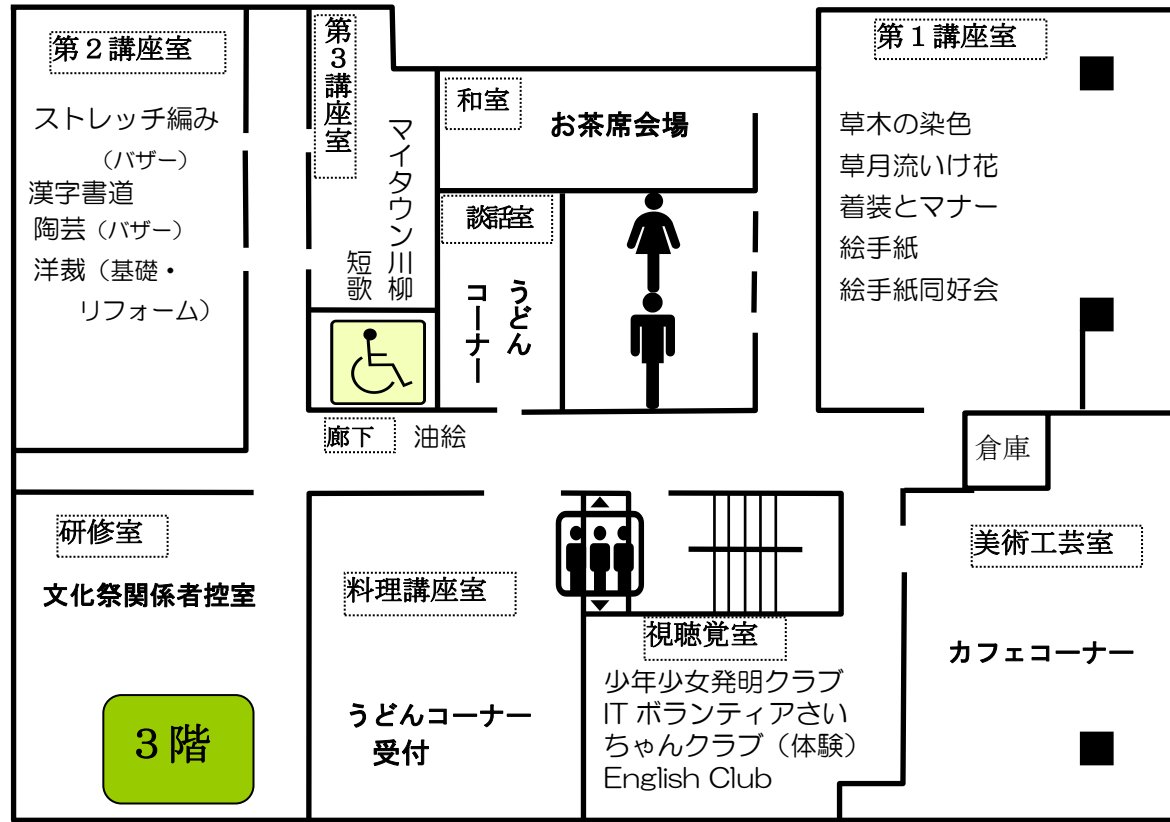 第２講座室
ストレッチ編み
（バザー）
漢字書道
陶芸（バザー）
洋裁（基礎・
リフォーム）
第３講座室
マイタウン川柳
短歌
和室
お茶席会場
談話室
うどん
コーナー
第１講座室
草木の染色
草月流いけ花
着装とマナー
絵手紙
絵手紙同好会
廊下
油絵
倉庫
研修室
文化祭関係者控室
３階
料理講座室
うどんコーナー
受付
視聴覚室
少年少女発明クラブ
IT ボランティアさい
ちゃんクラブ（体験）
English Club
美術工芸室
カフェコーナー